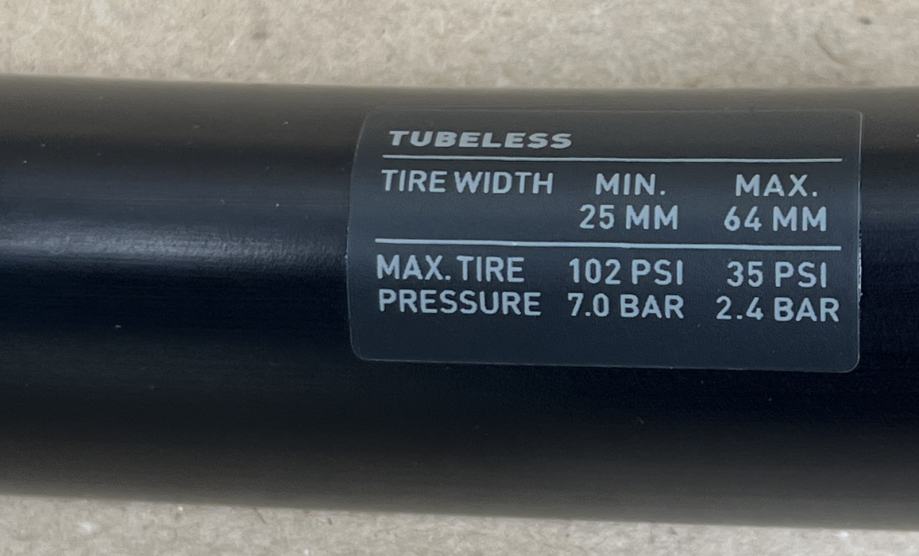 TUBELESS
TIRE WIDTH MIN. MAX.
25 MM 64 MM
MAX. TIRE 102 PSI 35 PSI
PRESSURE 7.0 BAR 2.4 BAR